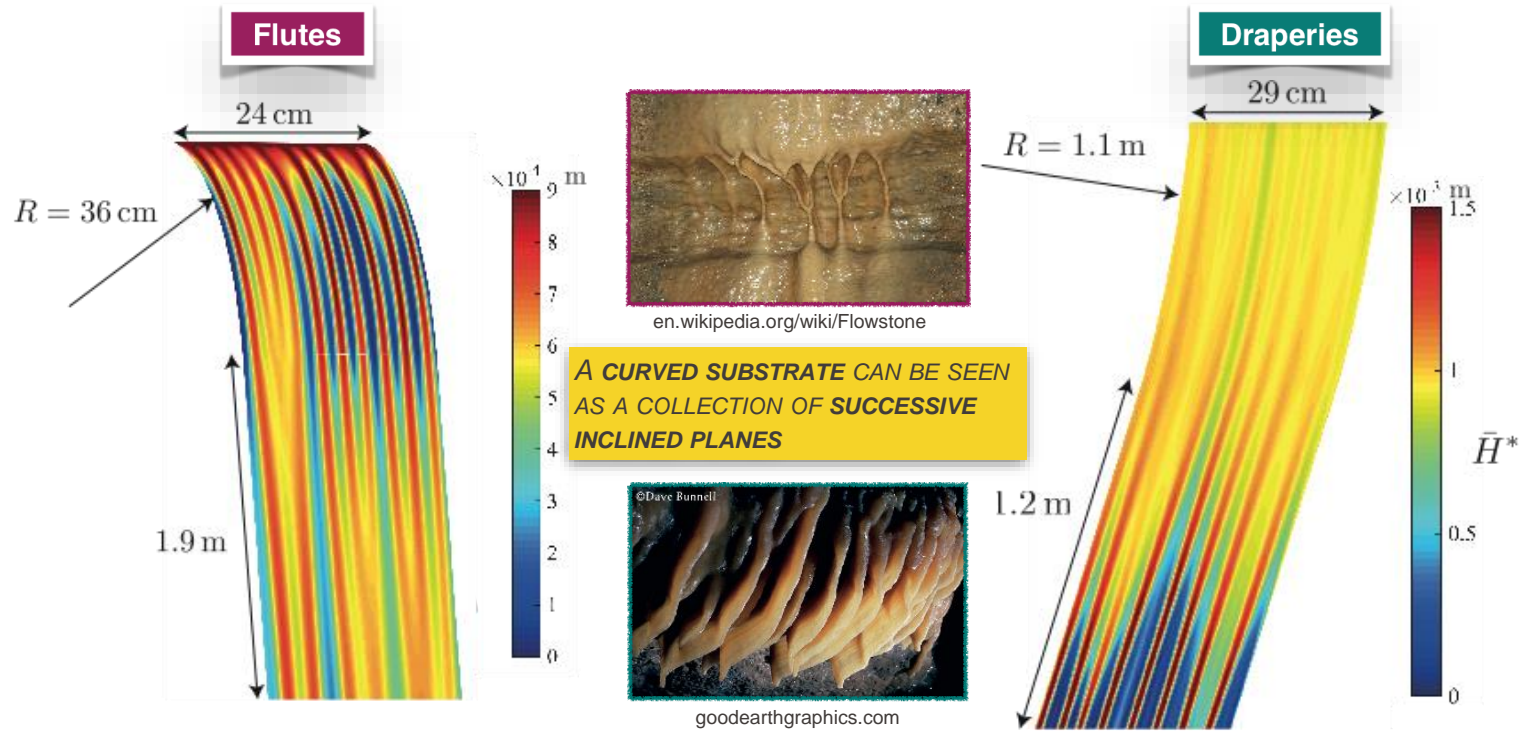 Flutes
24 cm
R = 36 cm
1.9 m
×10⁻⁴ m
9
8
7
6
5
4
3
2
1
0
en.wikipedia.org/wiki/Flowstone
A CURVED SUBSTRATE CAN BE SEEN
AS A COLLECTION OF SUCCESSIVE
INCLINED PLANES
©Dave Bunnell
goodearthgraphics.com
Draperies
29 cm
R = 1.1 m
1.2 m
×10⁻³ m
1.5
1
0.5
0
H̄*